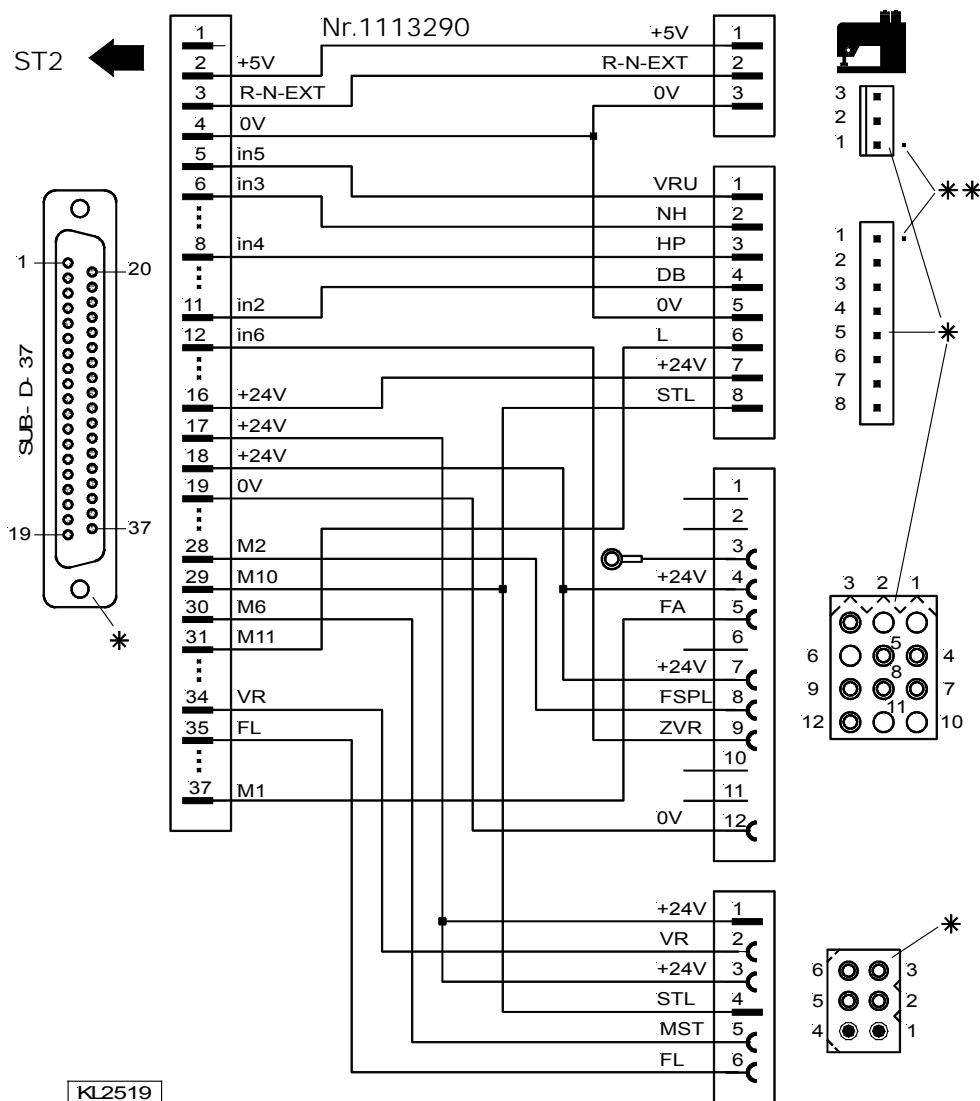 Nr.1113290
ST2
1
2 +5V
3 R-N-EXT
4 0V
5 in5
6 in3
8 in4
11 in2
12 in6
16 +24V
17 +24V
18 +24V
19 0V
28 M2
29 M10
30 M6
31 M11
34 VR
35 FL
37 M1
SUB-D-37
1
20
19
37
*
+5V 1
R-N-EXT 2
0V 3
VRU 1
NH 2
HP 3
DB 4
0V 5
L 6
+24V 7
STL 8
1
2
3
+24V 4
FA 5
6
+24V 7
FSPL 8
ZVR 9
10
11
0V 12
+24V 1
VR 2
+24V 3
STL 4
MST 5
FL 6
3
2
1
**
1
2
3
4
5
6
7
8
*
3 2 1
6 5 4
9 8 7
12 11 10
*
6 3
5 2
4 1
KL2519